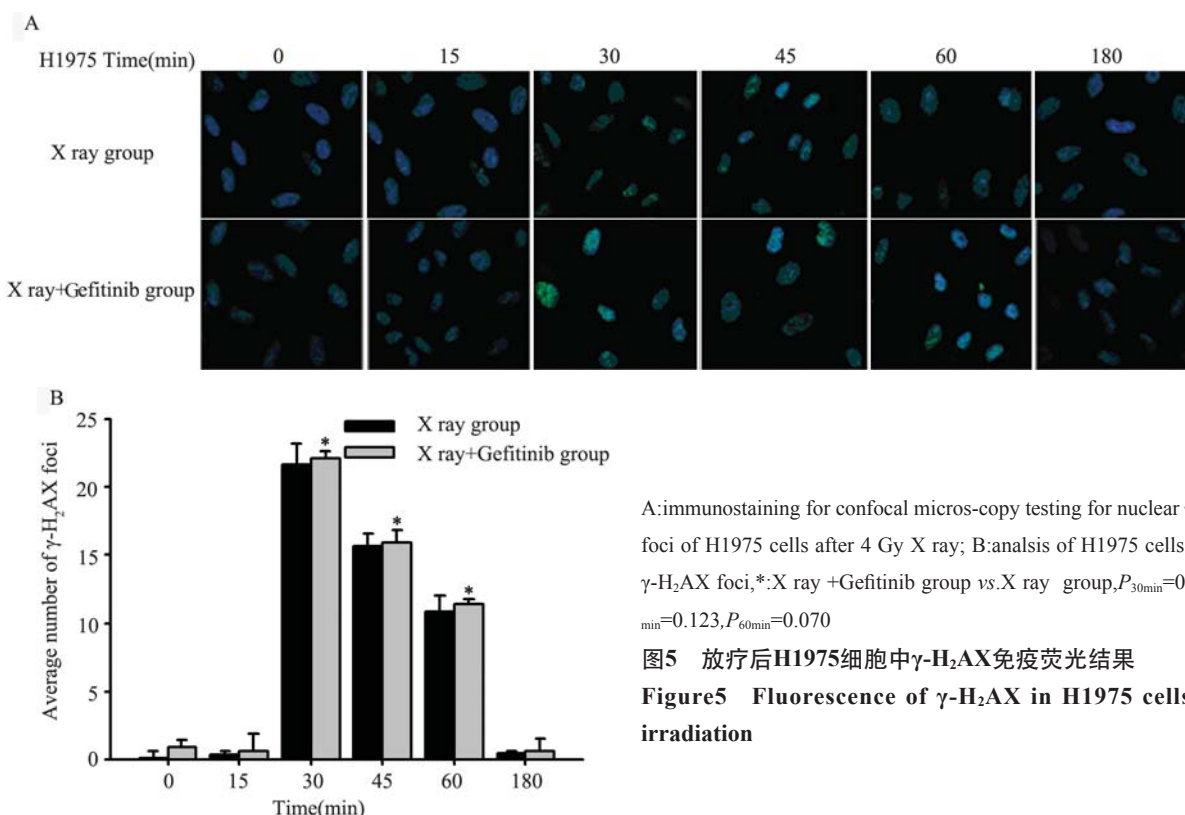 A
H1975 Time(min) 0 15 30 45 60 180
X ray group
X ray+Gefitinib group
B
Average number of γ-H₂AX foci
25
20
15
10
5
0
X ray group
X ray+Gefitinib group
* * *
0 15 30 45 60 180
Time(min)
A:immunostaining for confocal micros-copy testing for nuclear
foci of H1975 cells after 4 Gy X ray; B:analsis of H1975 cells
γ-H₂AX foci,*:X ray +Gefitinib group vs.X ray group,P30min=0
min=0.123,P60min=0.070
图5 放疗后H1975细胞中γ-H₂AX免疫荧光结果
Figure5 Fluorescence of γ-H₂AX in H1975 cells
irradiation